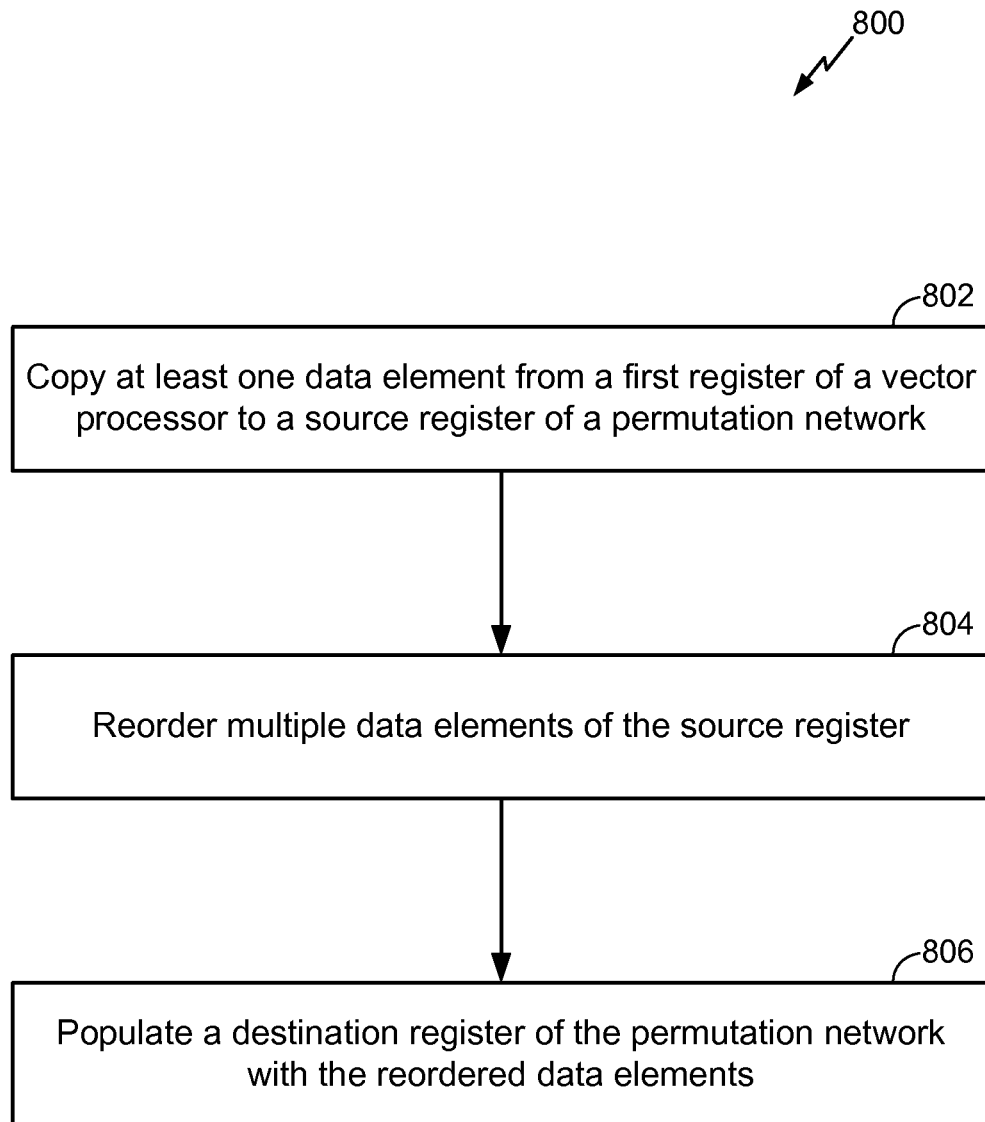 800
802
Copy at least one data element from a first register of a vector
processor to a source register of a permutation network
804
Reorder multiple data elements of the source register
806
Populate a destination register of the permutation network
with the reordered data elements